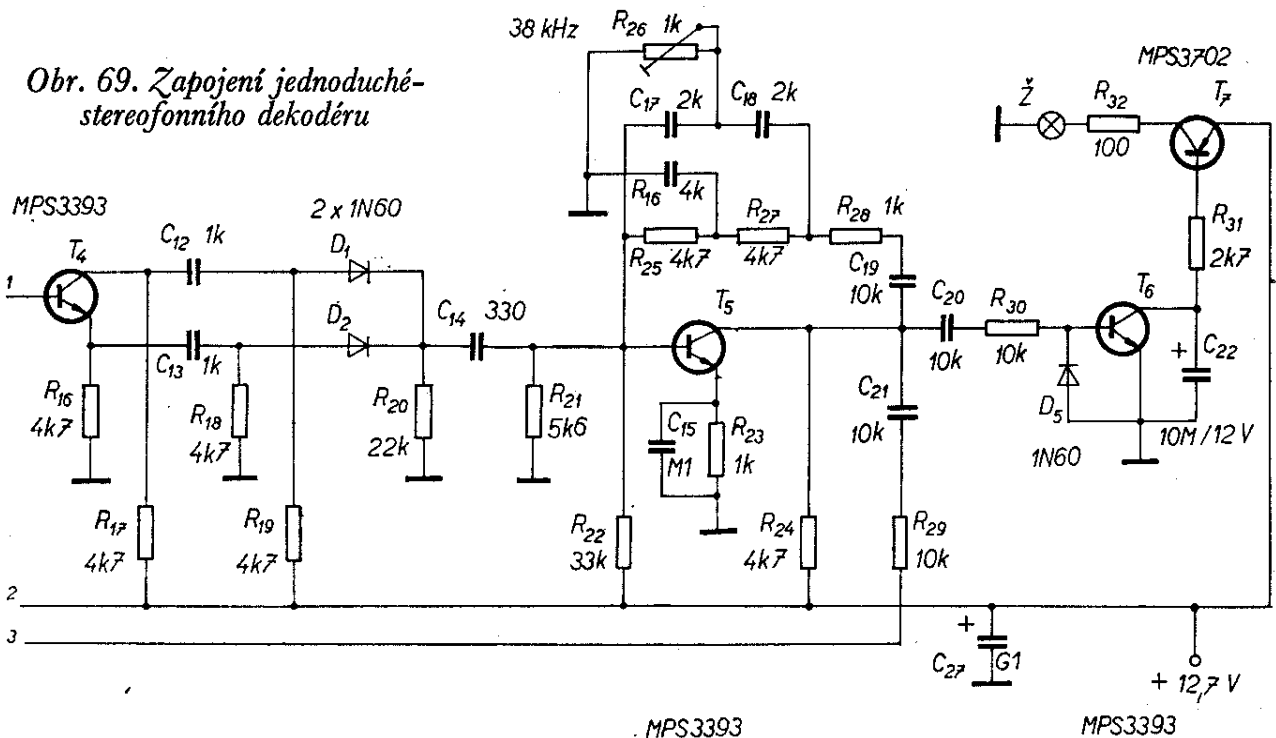 Obr. 69. Zapojení jednoduché-
stereofonního dekodéru
38 kHz
R26 1k
C17 2k
C18 2k
R16 4k
R25 4k7
R27 4k7
R28 1k
C19 10k
MPS3702
Ž
R32 100
T7
R31 2k7
MPS3393
1
T4
C12 1k
2 x 1N60
D1
D2
C13 1k
C14 330
R16 4k7
R18 4k7
R20 22k
R21 5k6
T5
C15 M1
R23 1k
C20 10k
R30 10k
T6
C21 10k
D5
1N60
+
C22
10M/12 V
R17 4k7
R19 4k7
R22 33k
R24 4k7
R29 10k
2
3
+
C27 G1
+ 12,7 V
MPS3393
MPS3393